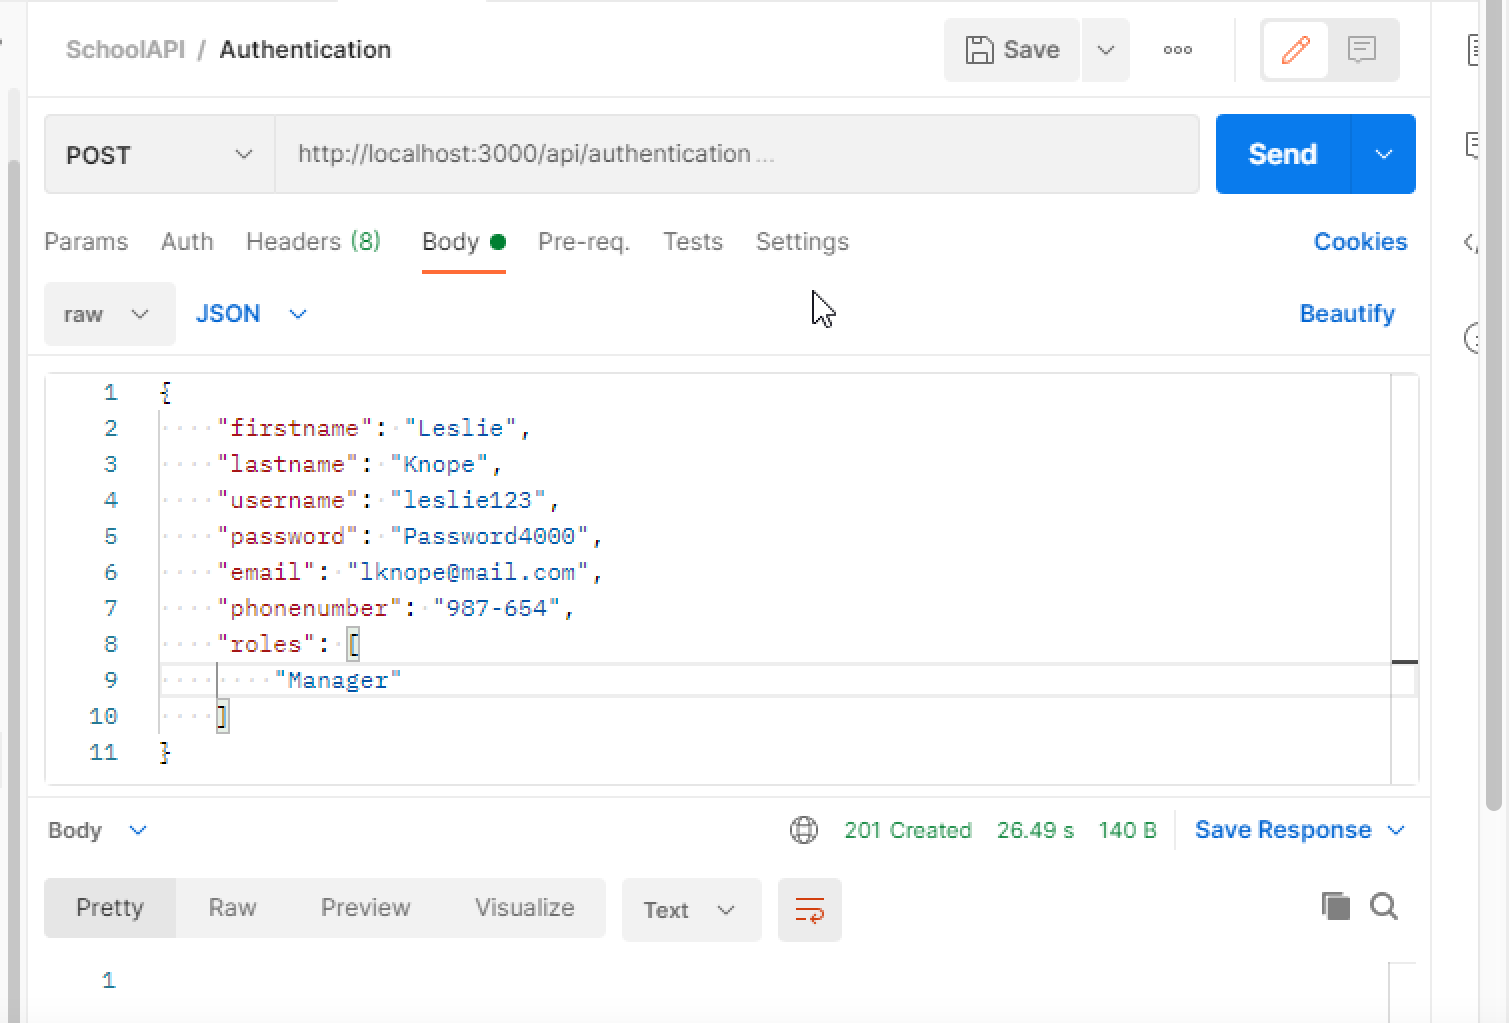 SchoolAPI / Authentication
Save
POST
http://localhost:3000/api/authentication ...
Send
Params Auth Headers (8) Body Pre-req. Tests Settings Cookies
raw JSON Beautify
1 {
2 "firstname": "Leslie",
3 "lastname": "Knope",
4 "username": "leslie123",
5 "password": "Password4000",
6 "email": "lknope@mail.com",
7 "phonenumber": "987-654",
8 "roles": [
9 "Manager"
10 ]
11 }
Body 201 Created 26.49 s 140 B Save Response
Pretty Raw Preview Visualize Text
1